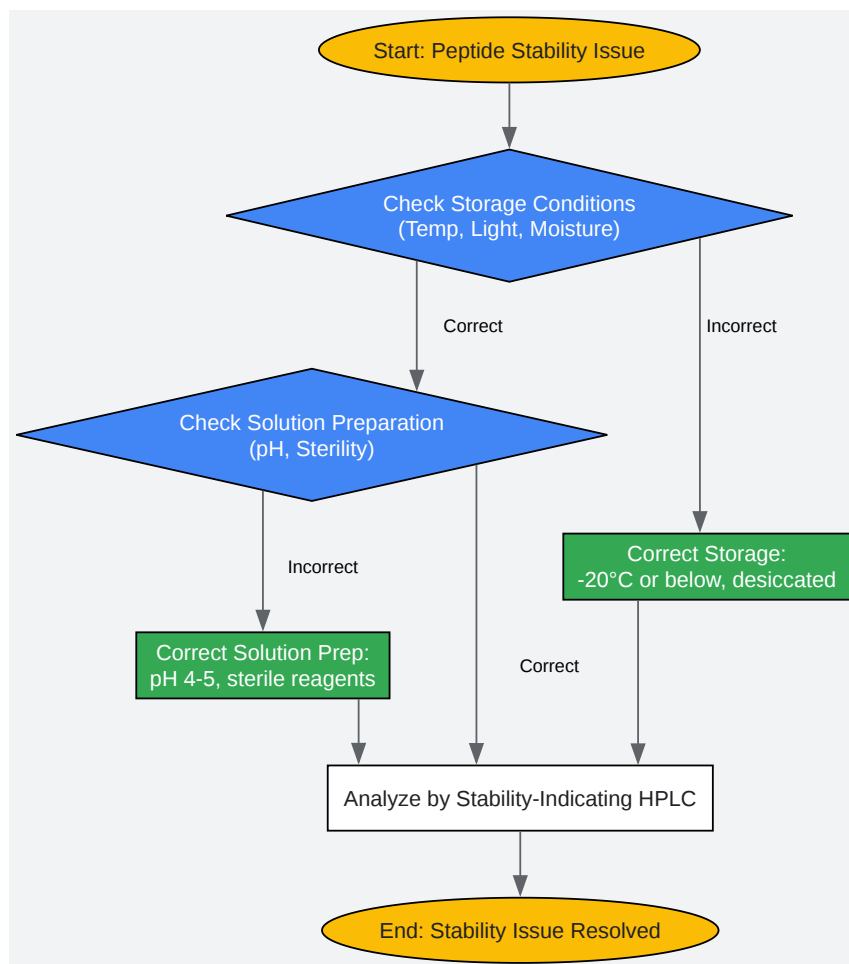 Start: Peptide Stability Issue
Check Storage Conditions
(Temp, Light, Moisture)
Correct
Incorrect
Check Solution Preparation
(pH, Sterility)
Incorrect
Correct Storage:
-20°C or below, desiccated
Correct Solution Prep:
pH 4-5, sterile reagents
Correct
Analyze by Stability-Indicating HPLC
End: Stability Issue Resolved